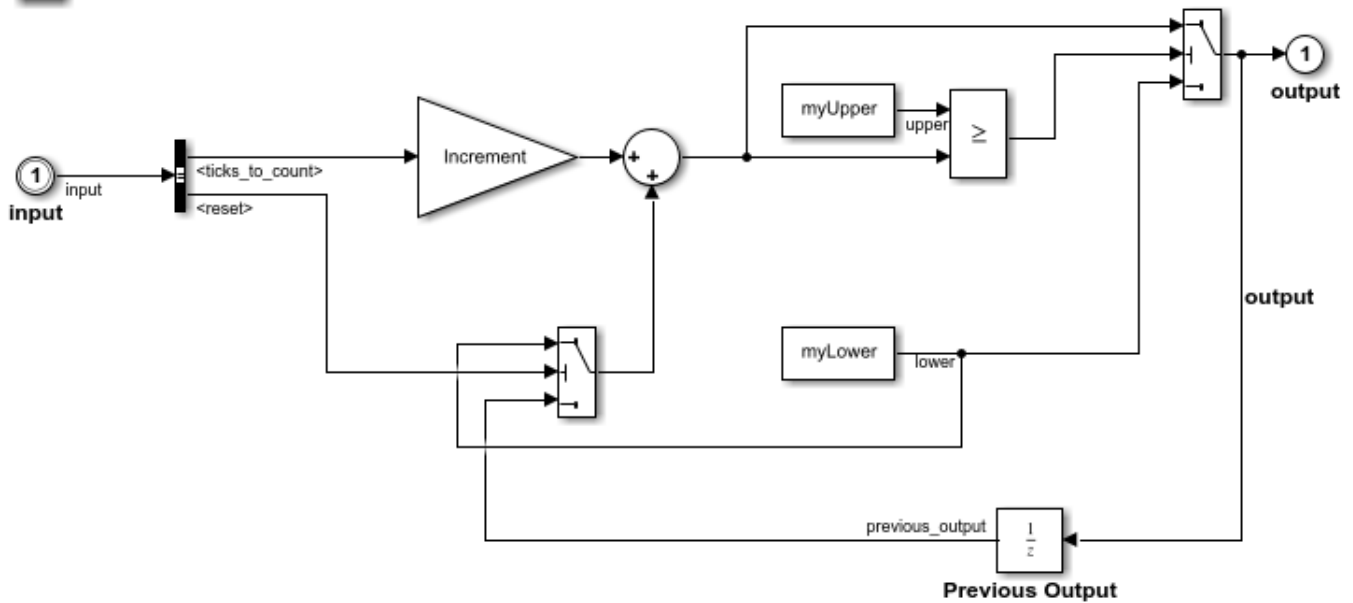 1
output
myUpper
upper
≥
Increment
+
+
1
input
<ticks_to_count>
<reset>
input
output
myLower
lower
previous_output
1
z
Previous Output